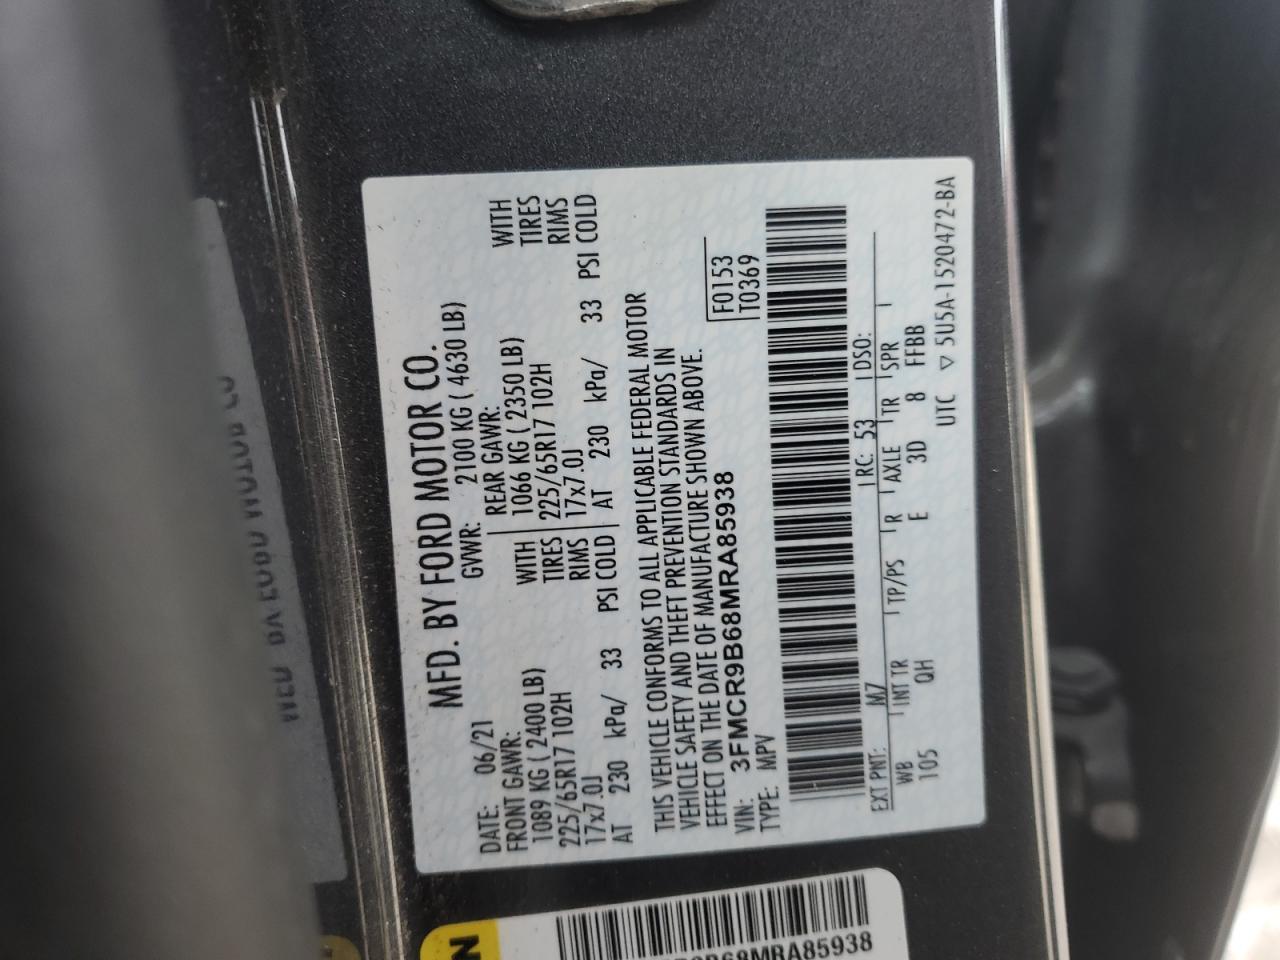 MFD. BY FORD MOTOR CO.
DATE: 06/21 GVWR: 2100 KG ( 4630 LB)
FRONT GAWR: REAR GAWR:
1089 KG ( 2400 LB) WITH 1066 KG ( 2350 LB) WITH
225/65R17 102H TIRES 225/65R17 102H TIRES
17x7.0J RIMS 17x7.0J RIMS
AT 230 kPa/ 33 PSI COLD AT 230 kPa/ 33 PSI COLD
THIS VEHICLE CONFORMS TO ALL APPLICABLE FEDERAL MOTOR
VEHICLE SAFETY AND THEFT PREVENTION STANDARDS IN
EFFECT ON THE DATE OF MANUFACTURE SHOWN ABOVE.
VIN: 3FMCR9B68MRA85938 F0153
TYPE: MPV T0369
EXT PNT: M7 RC: 53 DSO:
WB INT TR TP/PS R AXLE TR SPR
105 QH E 3D 8 FFBB
UTC ▽ 5U5A-1520472-BA
68MRA85938